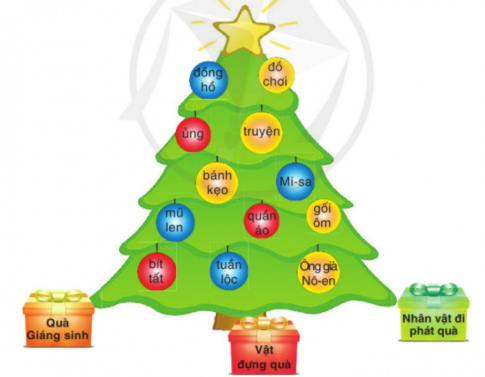 đồng
hồ
đồ
chơi
ủng
truyện
bánh
kẹo
Mi-sa
mũ
len
quần
áo
gối
ôm
bít
tất
tuần
lộc
Ông già
Nô-en
Quà
Giáng sinh
Vật
đựng quà
Nhân vật đi
phát quà